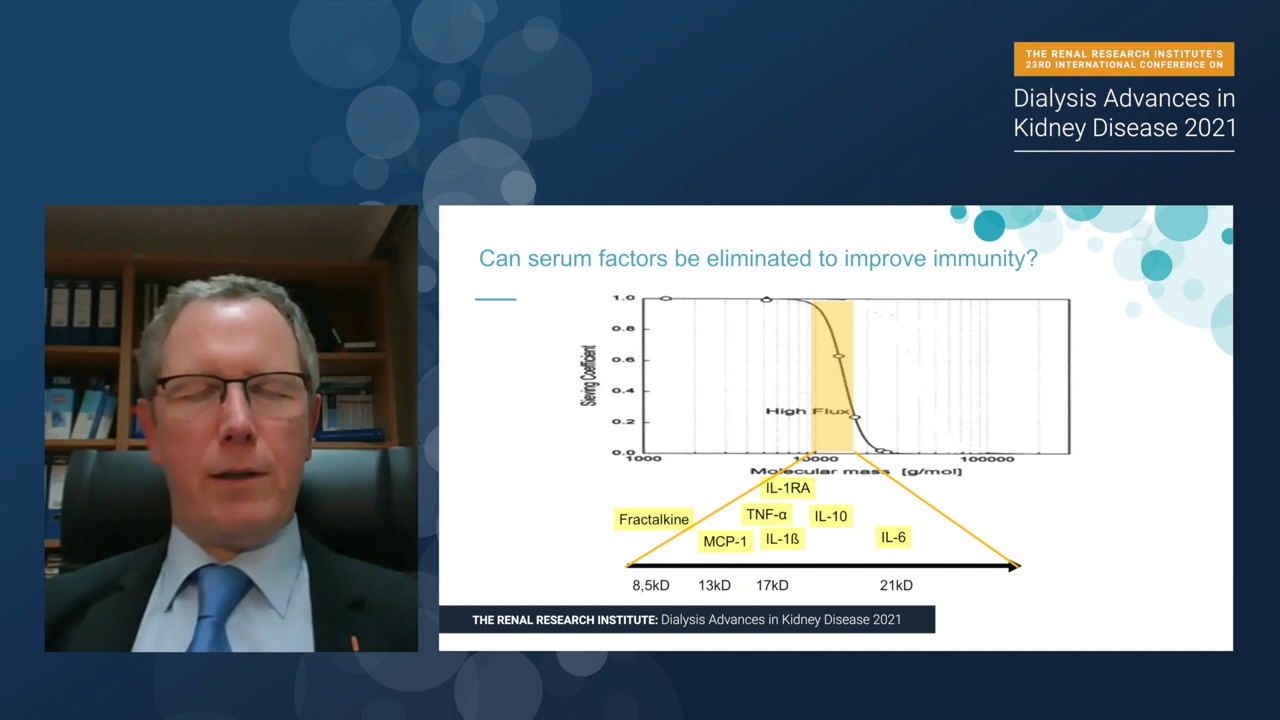 THE RENAL RESEARCH INSTITUTE'S
23RD INTERNATIONAL CONFERENCE ON
Dialysis Advances in
Kidney Disease 2021
Can serum factors be eliminated to improve immunity?
1.0
0.8
0.6
0.4
0.2
0.0
Sieving Coefficient
High Flux
1000
10000
100000
Molecular mass [g/mol]
IL-1RA
Fractalkine
TNF-α
IL-10
MCP-1
IL-1ß
IL-6
8,5kD
13kD
17kD
21kD
THE RENAL RESEARCH INSTITUTE: Dialysis Advances in Kidney Disease 2021